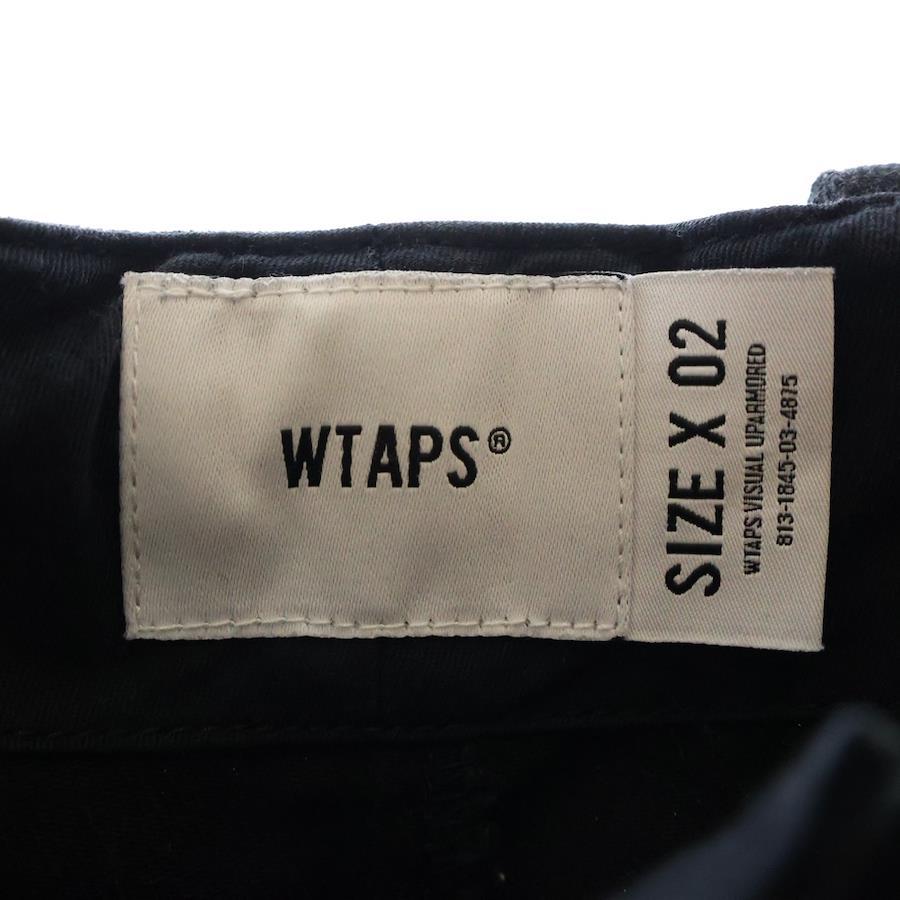 WTAPS®
SIZE X 02
WTAPS VISUAL UPARMORED
813-1845-03-4875